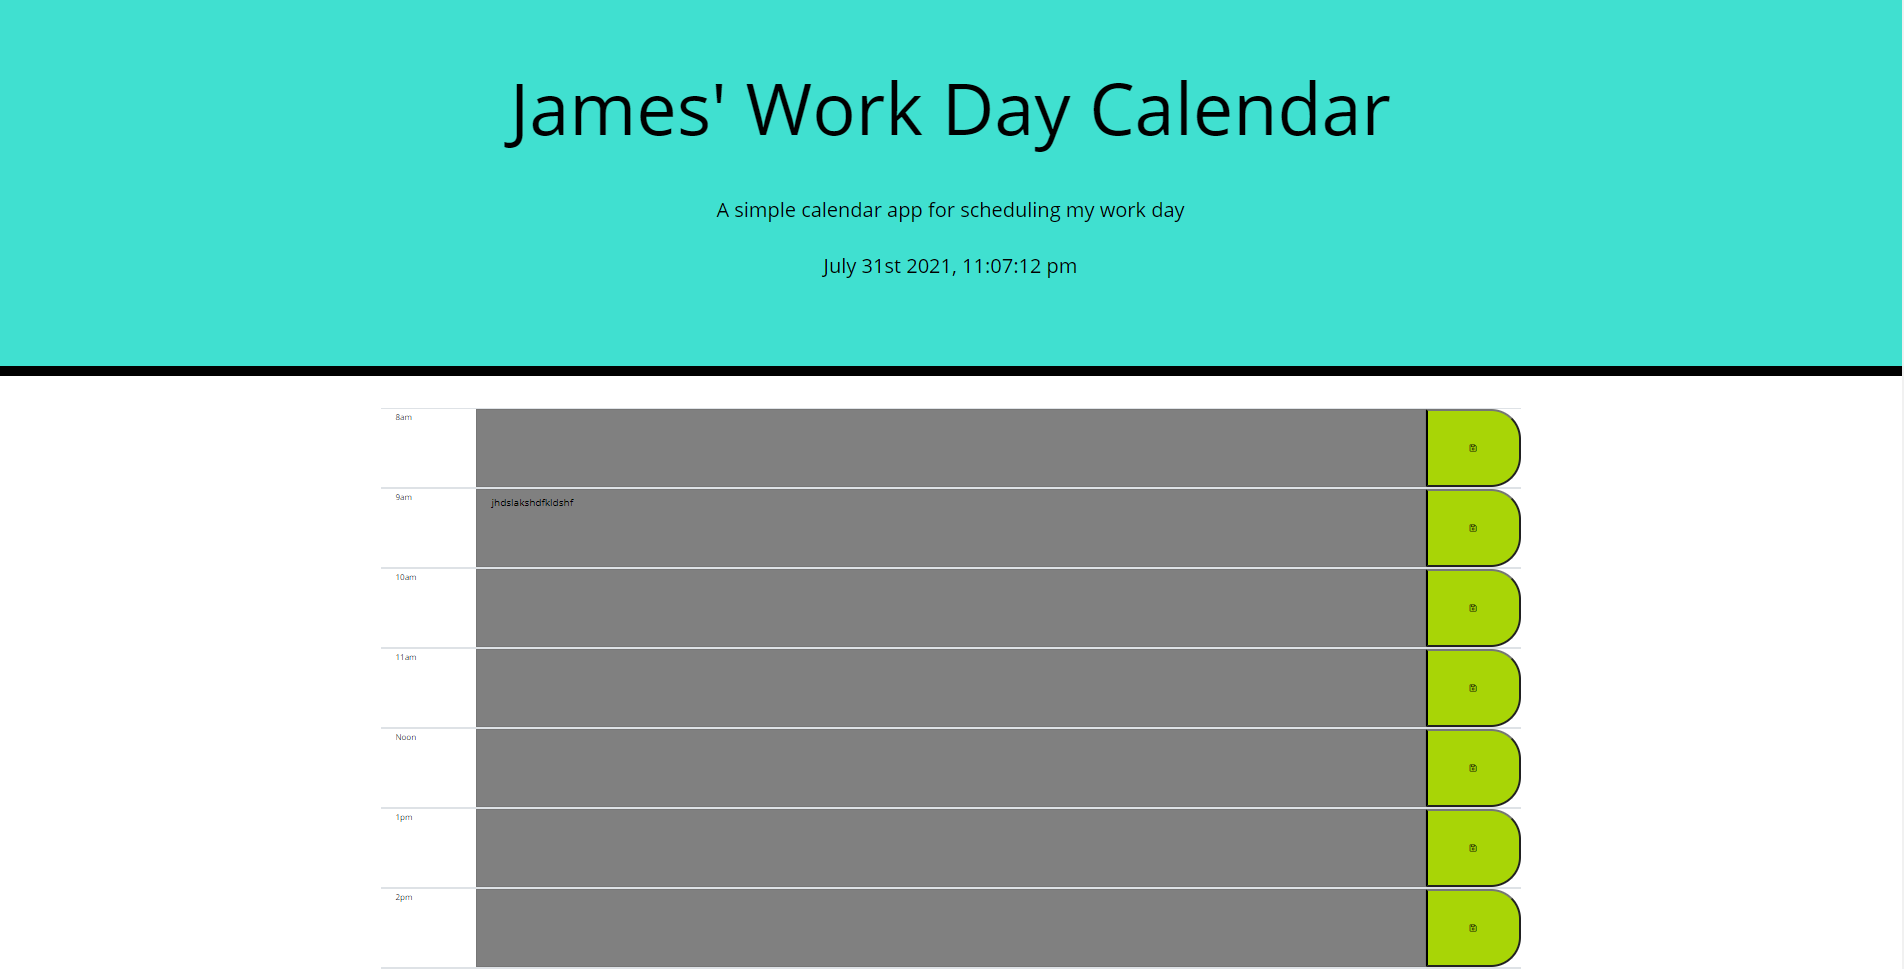 James' Work Day Calendar
A simple calendar app for scheduling my work day
July 31st 2021, 11:07:12 pm
8am
9am
jhdslakshdfkldshf
10am
11am
Noon
1pm
2pm